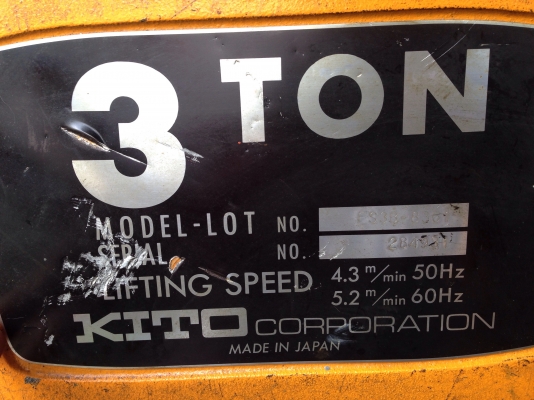 3 TON
MODEL-LOT NO.
SERIAL NO.
LIFTING SPEED 4.3 m/min 50Hz
5.2 m/min 60Hz
KITO CORPORATION
MADE IN JAPAN